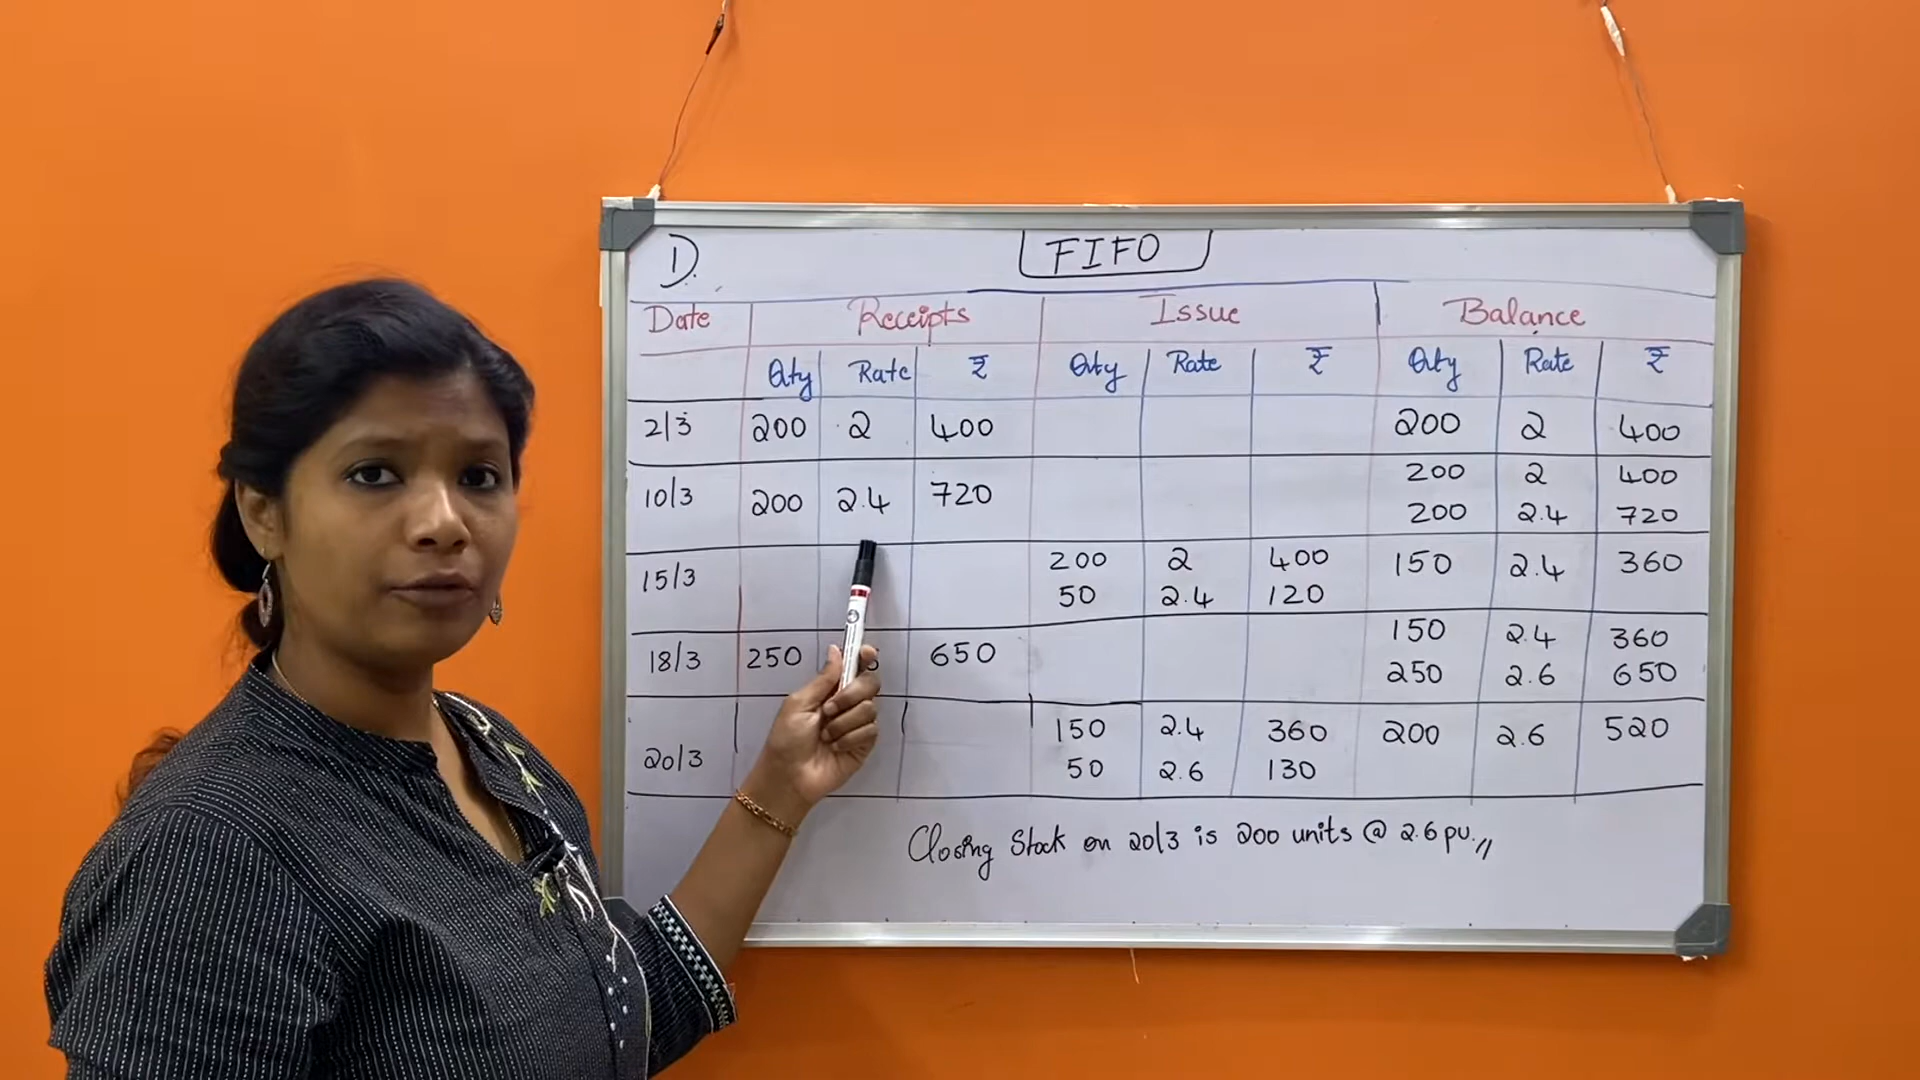 1).
FIFO
Date Receipts Issue Balance
Qty Rate ₹ Qty Rate ₹ Qty Rate ₹
2/3 200 2 400 200 2 400
10/3 200 2.4 720 200 2 400
200 2.4 720
15/3 200 2 400 150 2.4 360
50 2.4 120
18/3 250 650 150 2.4 360
250 2.6 650
20/3 150 2.4 360 200 2.6 520
50 2.6 130
Closing Stock on 20/3 is 200 units @ 2.6 pu.//